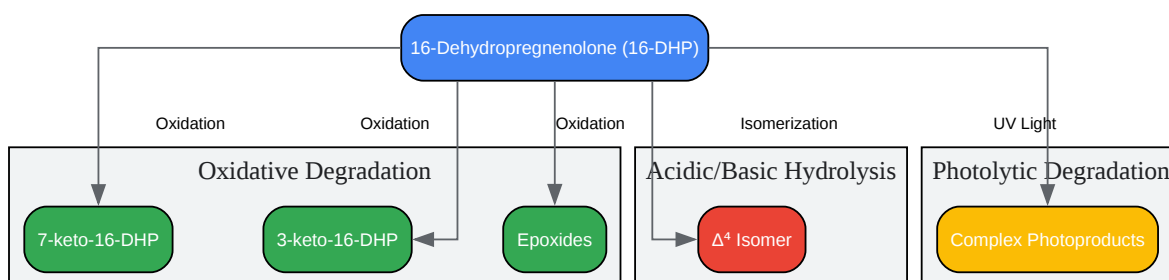 16-Dehydropregnenolone (16-DHP)
Oxidation
Oxidation
Oxidation
Isomerization
UV Light
Oxidative Degradation
Acidic/Basic Hydrolysis
Photolytic Degradation
7-keto-16-DHP
3-keto-16-DHP
Epoxides
Δ⁴ Isomer
Complex Photoproducts